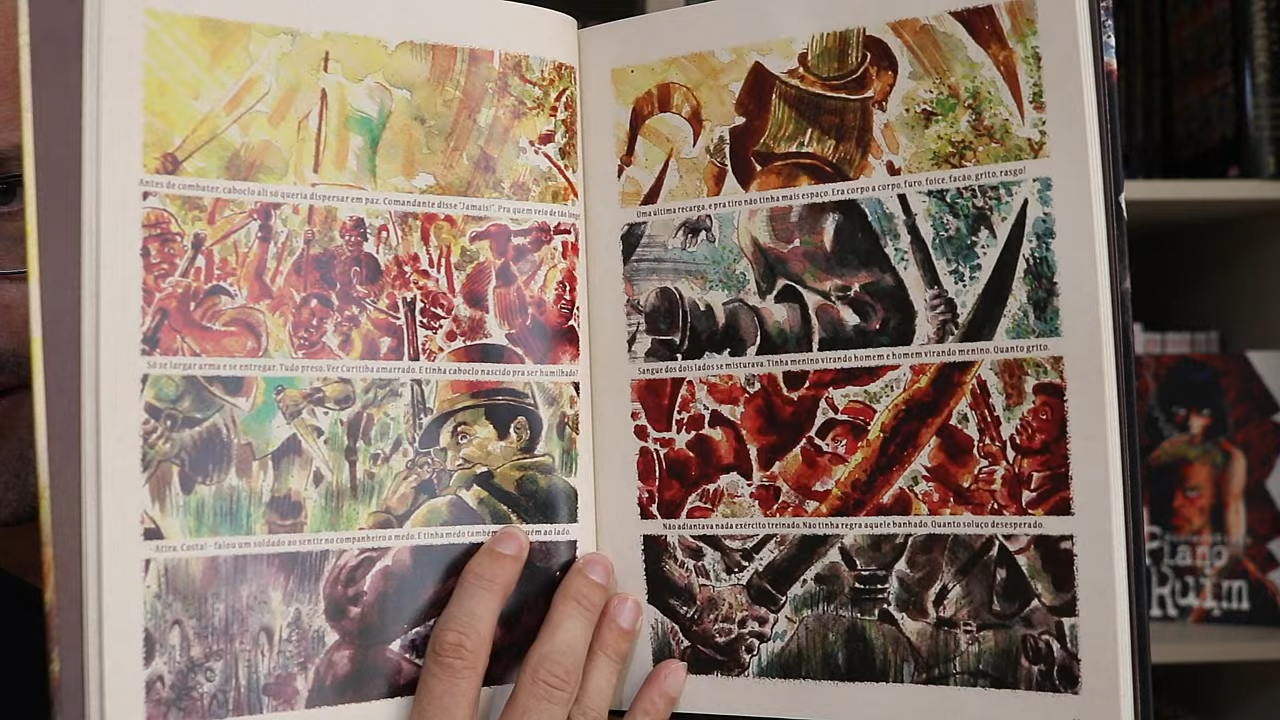 Antes de combater, caboclo ali só queria dispersar em paz. Comandante disse "Jamais!". Pra quem veio de tão longe
Só se largar arma e se entregar. Tudo preso. Ver Curitiba amarrado. E tinha caboclo nascido pra ser humilhado?
- Atira, Costa! - falou um soldado ao sentir no companheiro o medo. E tinha medo também ao lado.
Uma última recarga, e pra tiro não tinha mais espaço. Era corpo a corpo, furo, foice, facão, grito, rasgo!
Sangue dos dois lados se misturava. Tinha menino virando homem e homem virando menino. Quanto grito.
Não adiantava nada exército treinado. Não tinha regra aquele banhado. Quanto soluço desesperado.
Plano
Ruim